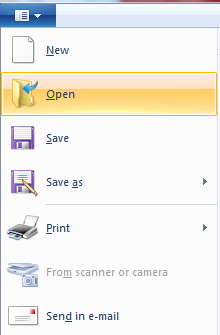 New
Open
Save
Save as
Print
From scanner or camera
Send in e-mail